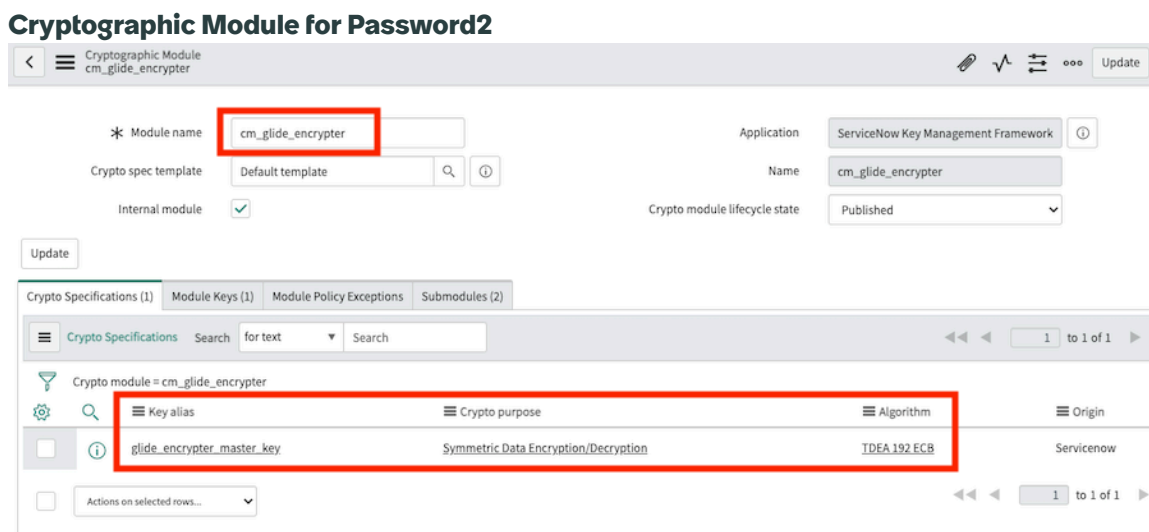 Cryptographic Module for Password2
Cryptographic Module
cm_glide_encrypter
Update
Module name cm_glide_encrypter Application ServiceNow Key Management Framework
Crypto spec template Default template Name cm_glide_encrypter
Internal module Crypto module lifecycle state Published
Update
Crypto Specifications (1) Module Keys (1) Module Policy Exceptions Submodules (2)
Crypto Specifications Search for text Search 1 to 1 of 1
Crypto module = cm_glide_encrypter
Key alias Crypto purpose Algorithm Origin
glide_encrypter_master_key Symmetric Data Encryption/Decryption TDEA 192 ECB Servicenow
Actions on selected rows... 1 to 1 of 1